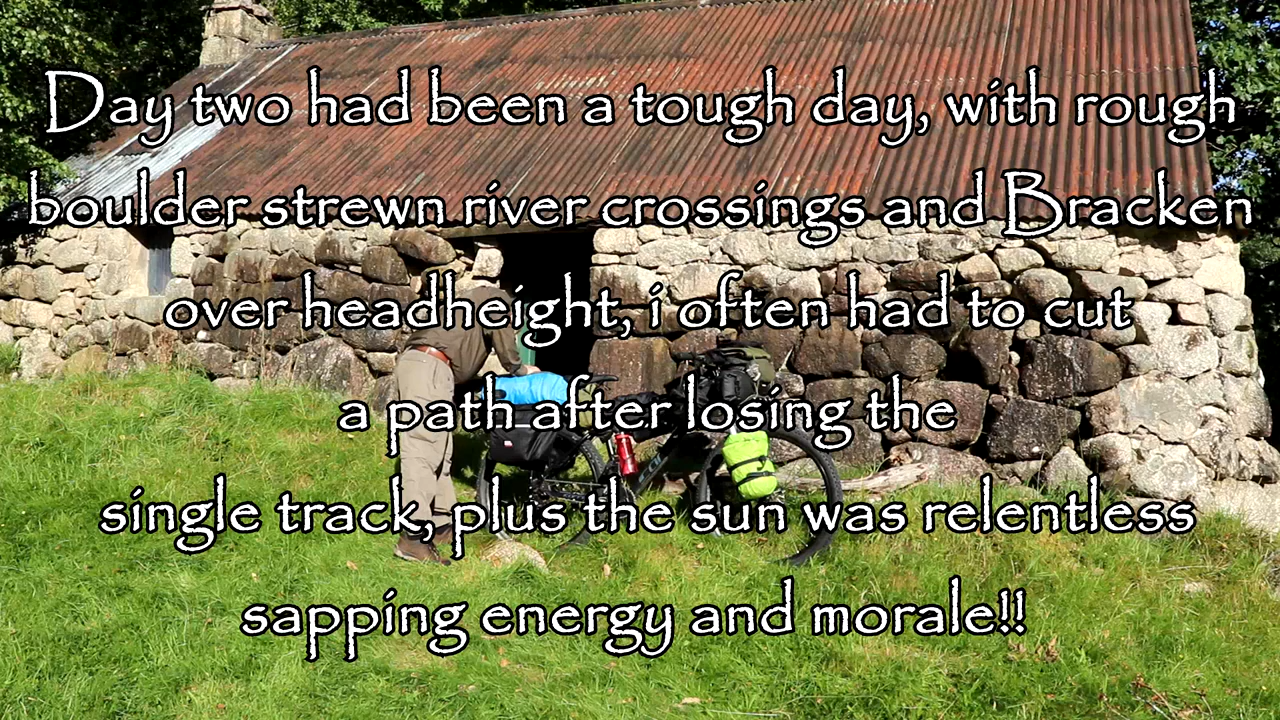 Day two had been a tough day, with rough
boulder strewn river crossings and Bracken
over headheight, i often had to cut
a path after losing the
single track, plus the sun was relentless
sapping energy and morale!!